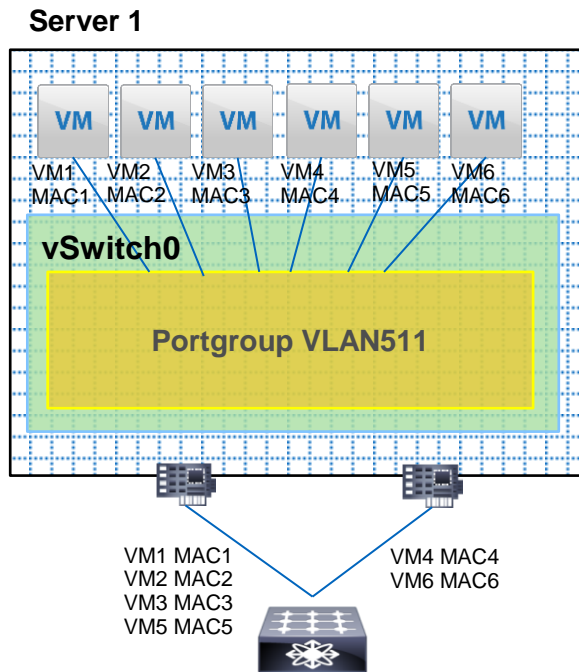 Server 1
VM VM VM VM VM VM
VM1 VM2 VM3 VM4 VM5 VM6
MAC1 MAC2 MAC3 MAC4 MAC5 MAC6
vSwitch0
Portgroup VLAN511
VM1 MAC1
VM2 MAC2
VM3 MAC3
VM5 MAC5
VM4 MAC4
VM6 MAC6